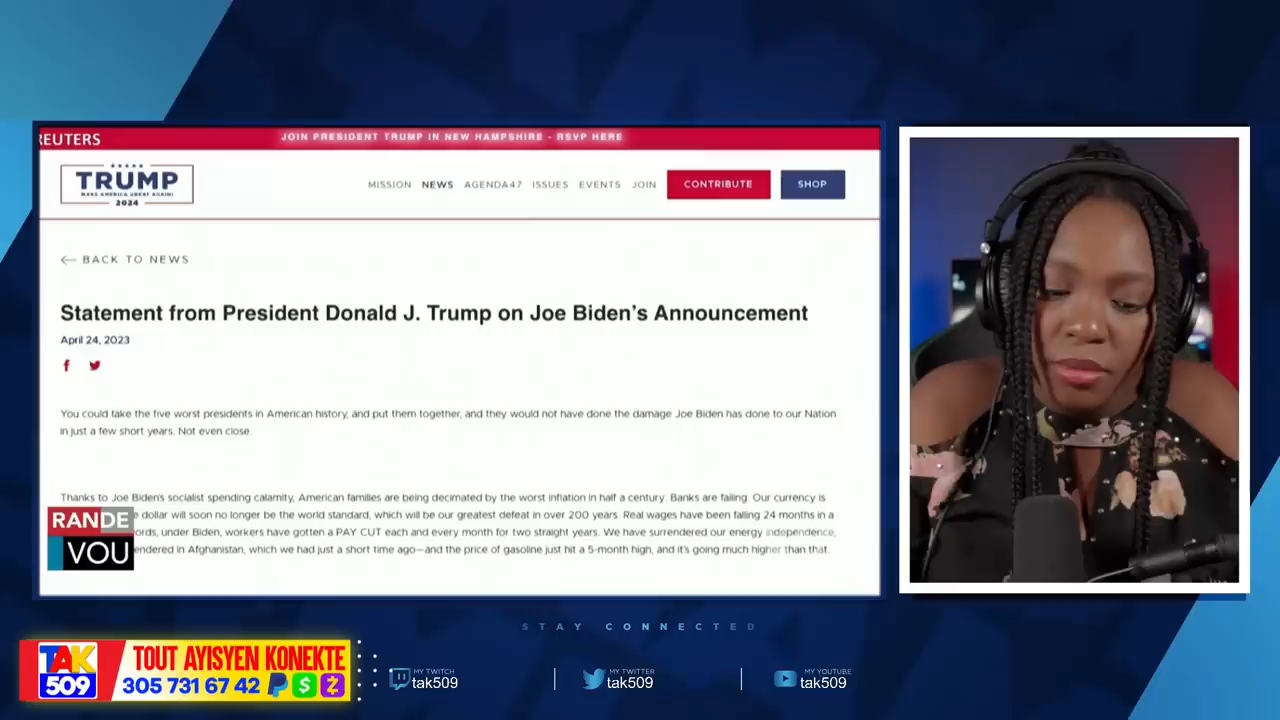 REUTERS
JOIN PRESIDENT TRUMP IN NEW HAMPSHIRE - RSVP HERE
TRUMP
MAKE AMERICA GREAT AGAIN!
2024
MISSION NEWS AGENDA47 ISSUES EVENTS JOIN CONTRIBUTE SHOP
BACK TO NEWS
Statement from President Donald J. Trump on Joe Biden's Announcement
April 24, 2023
You could take the five worst presidents in American history, and put them together, and they would not have done the damage Joe Biden has done to our Nation
in just a few short years. Not even close.
Thanks to Joe Biden's socialist spending calamity, American families are being decimated by the worst inflation in half a century. Banks are failing. Our currency is
dollar will soon no longer be the world standard, which will be our greatest defeat in over 200 years. Real wages have been falling 24 months in a
under Biden, workers have gotten a PAY CUT each and every month for two straight years. We have surrendered our energy independence,
in Afghanistan, which we had just a short time ago—and the price of gasoline just hit a 5-month high, and it's going much higher than that.
RANDE
VOU
STAY CONNECTED
TAK
509
TOUT AYISYEN KONEKTE
305 731 67 42
MY TWITCH
tak509
MY TWITTER
tak509
MY YOUTUBE
tak509